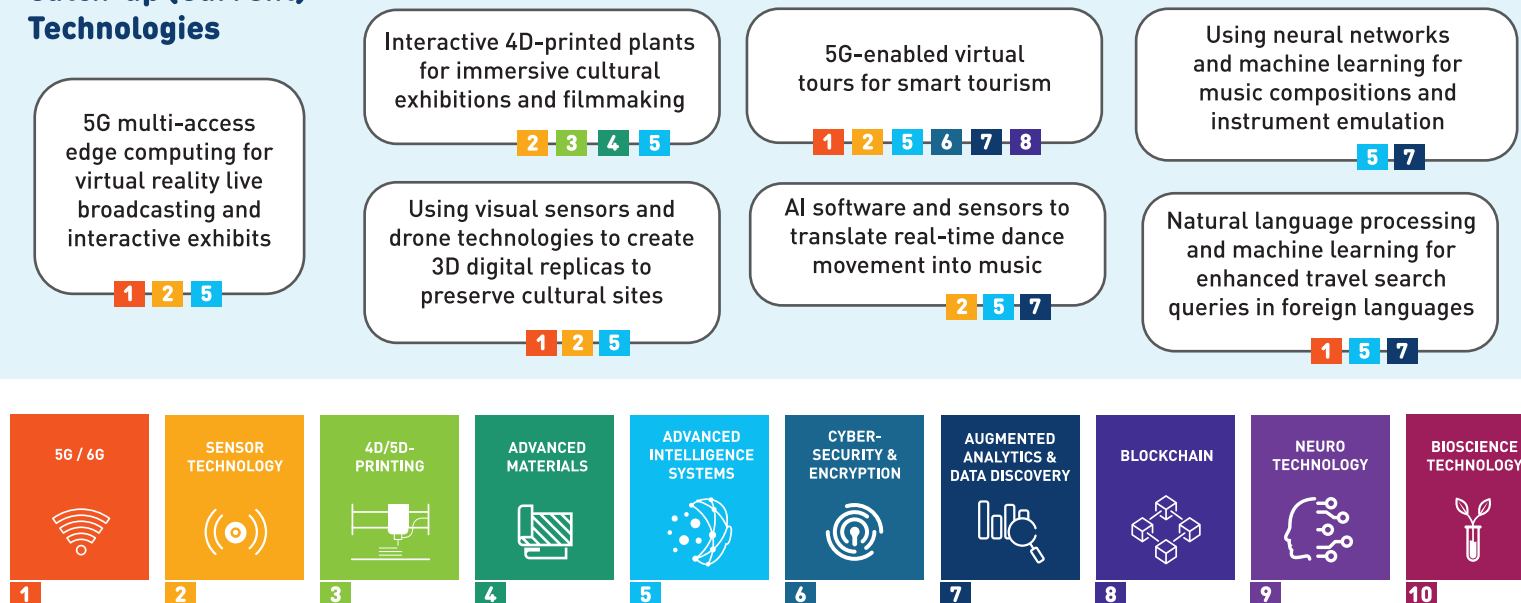 Technologies
5G multi-access
edge computing for
virtual reality live
broadcasting and
interactive exhibits
1 2 5
Interactive 4D-printed plants
for immersive cultural
exhibitions and filmmaking
2 3 4 5
Using visual sensors and
drone technologies to create
3D digital replicas to
preserve cultural sites
1 2 5
5G-enabled virtual
tours for smart tourism
1 2 5 6 7 8
AI software and sensors to
translate real-time dance
movement into music
2 5 7
Using neural networks
and machine learning for
music compositions and
instrument emulation
5 7
Natural language processing
and machine learning for
enhanced travel search
queries in foreign languages
1 5 7
5G / 6G
1
SENSOR
TECHNOLOGY
2
4D/5D-
PRINTING
3
ADVANCED
MATERIALS
4
ADVANCED
INTELLIGENCE
SYSTEMS
5
CYBER-
SECURITY &
ENCRYPTION
6
AUGMENTED
ANALYTICS &
DATA DISCOVERY
7
BLOCKCHAIN
8
NEURO
TECHNOLOGY
9
BIOSCIENCE
TECHNOLOGY
10